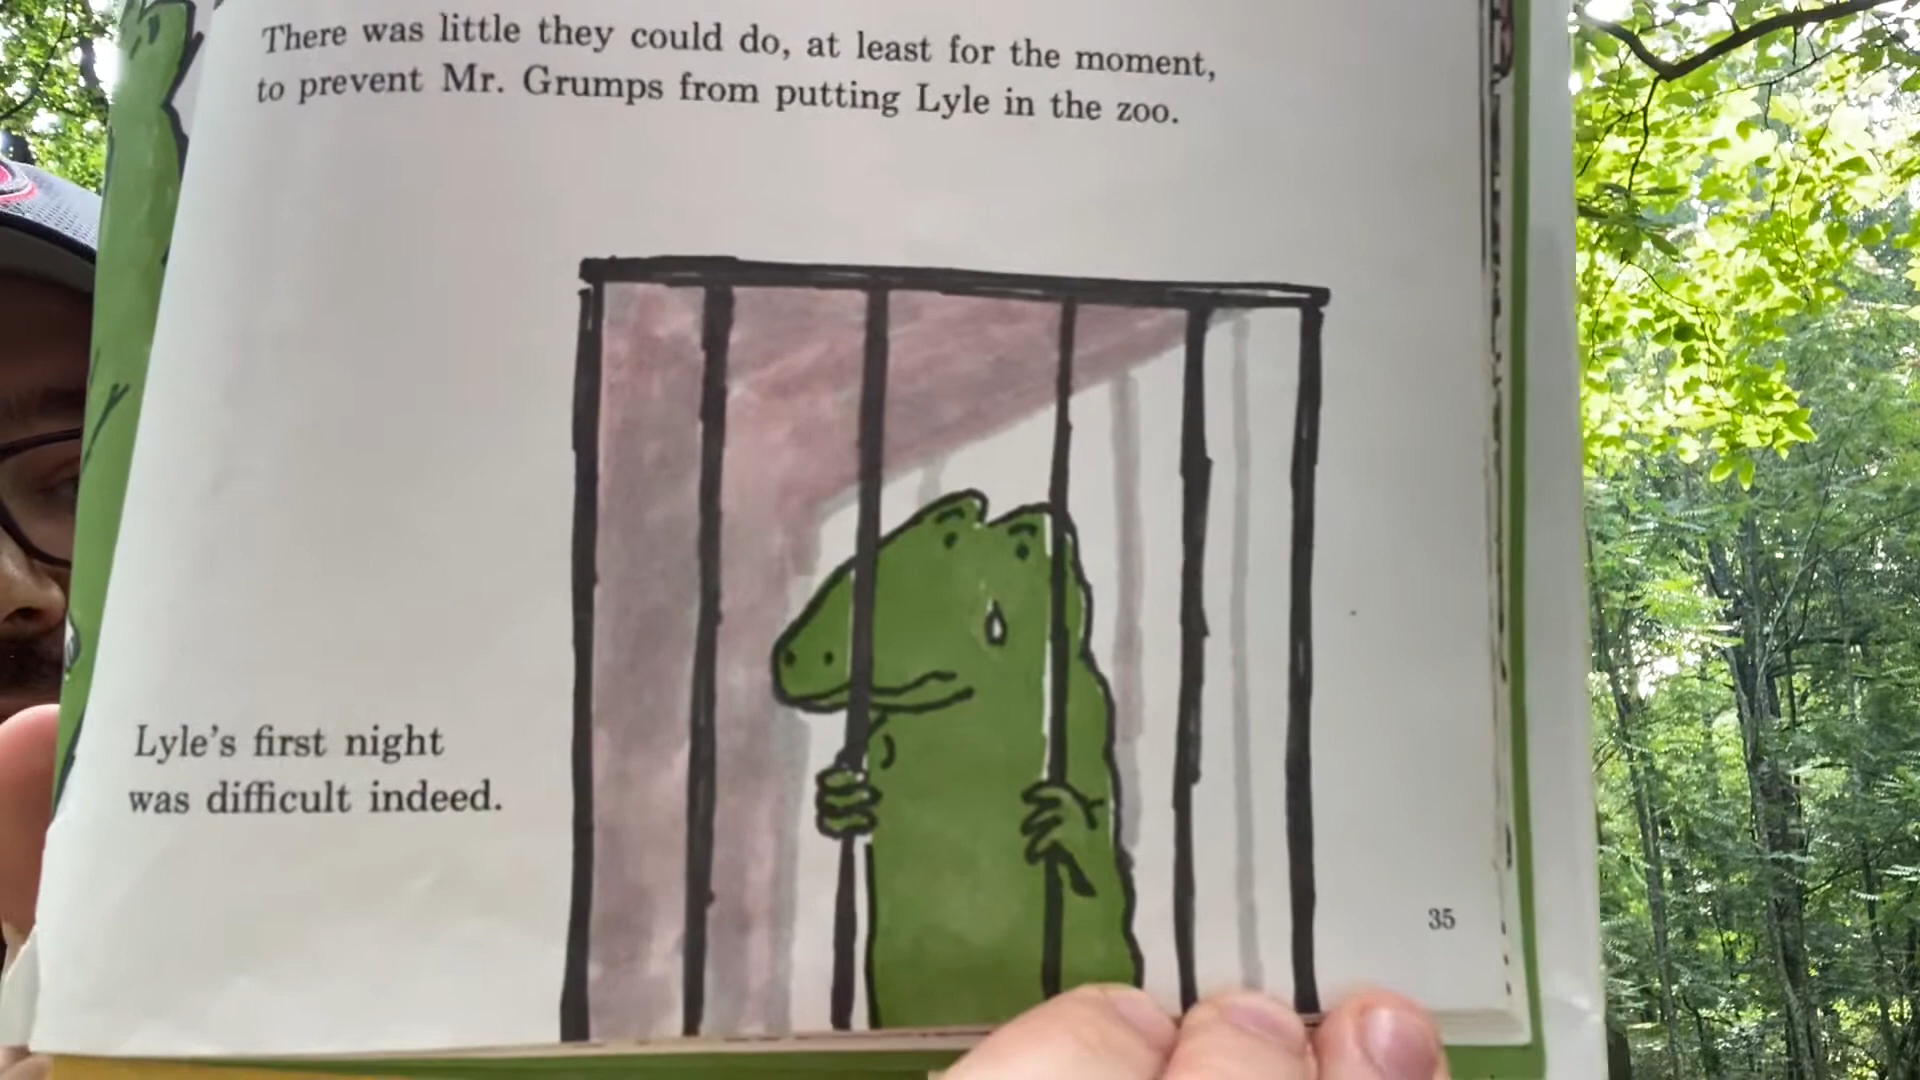 There was little they could do, at least for the moment,
to prevent Mr. Grumps from putting Lyle in the zoo.
Lyle's first night
was difficult indeed.
35